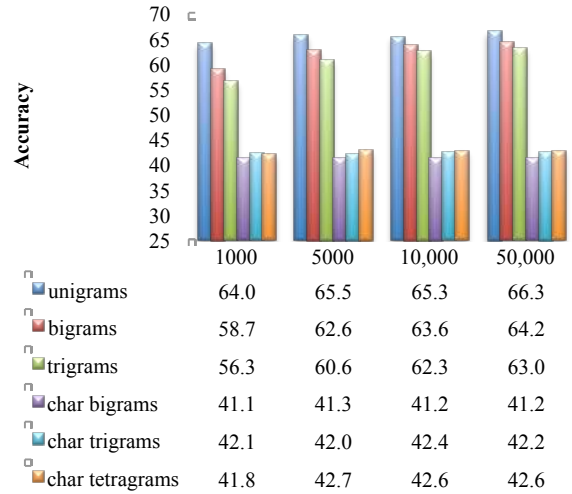 70
65
60
55
50
45
40
35
30
25
Accuracy
1000 5000 10,000 50,000
unigrams 64.0 65.5 65.3 66.3
bigrams 58.7 62.6 63.6 64.2
trigrams 56.3 60.6 62.3 63.0
char bigrams 41.1 41.3 41.2 41.2
char trigrams 42.1 42.0 42.4 42.2
char tetragrams 41.8 42.7 42.6 42.6